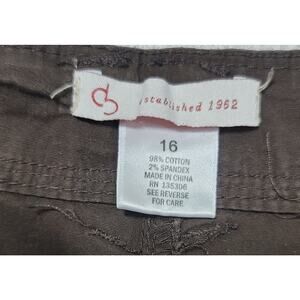 established 1962
16
98% COTTON
2% SPANDEX
MADE IN CHINA
RN 135306
SEE REVERSE
FOR CARE